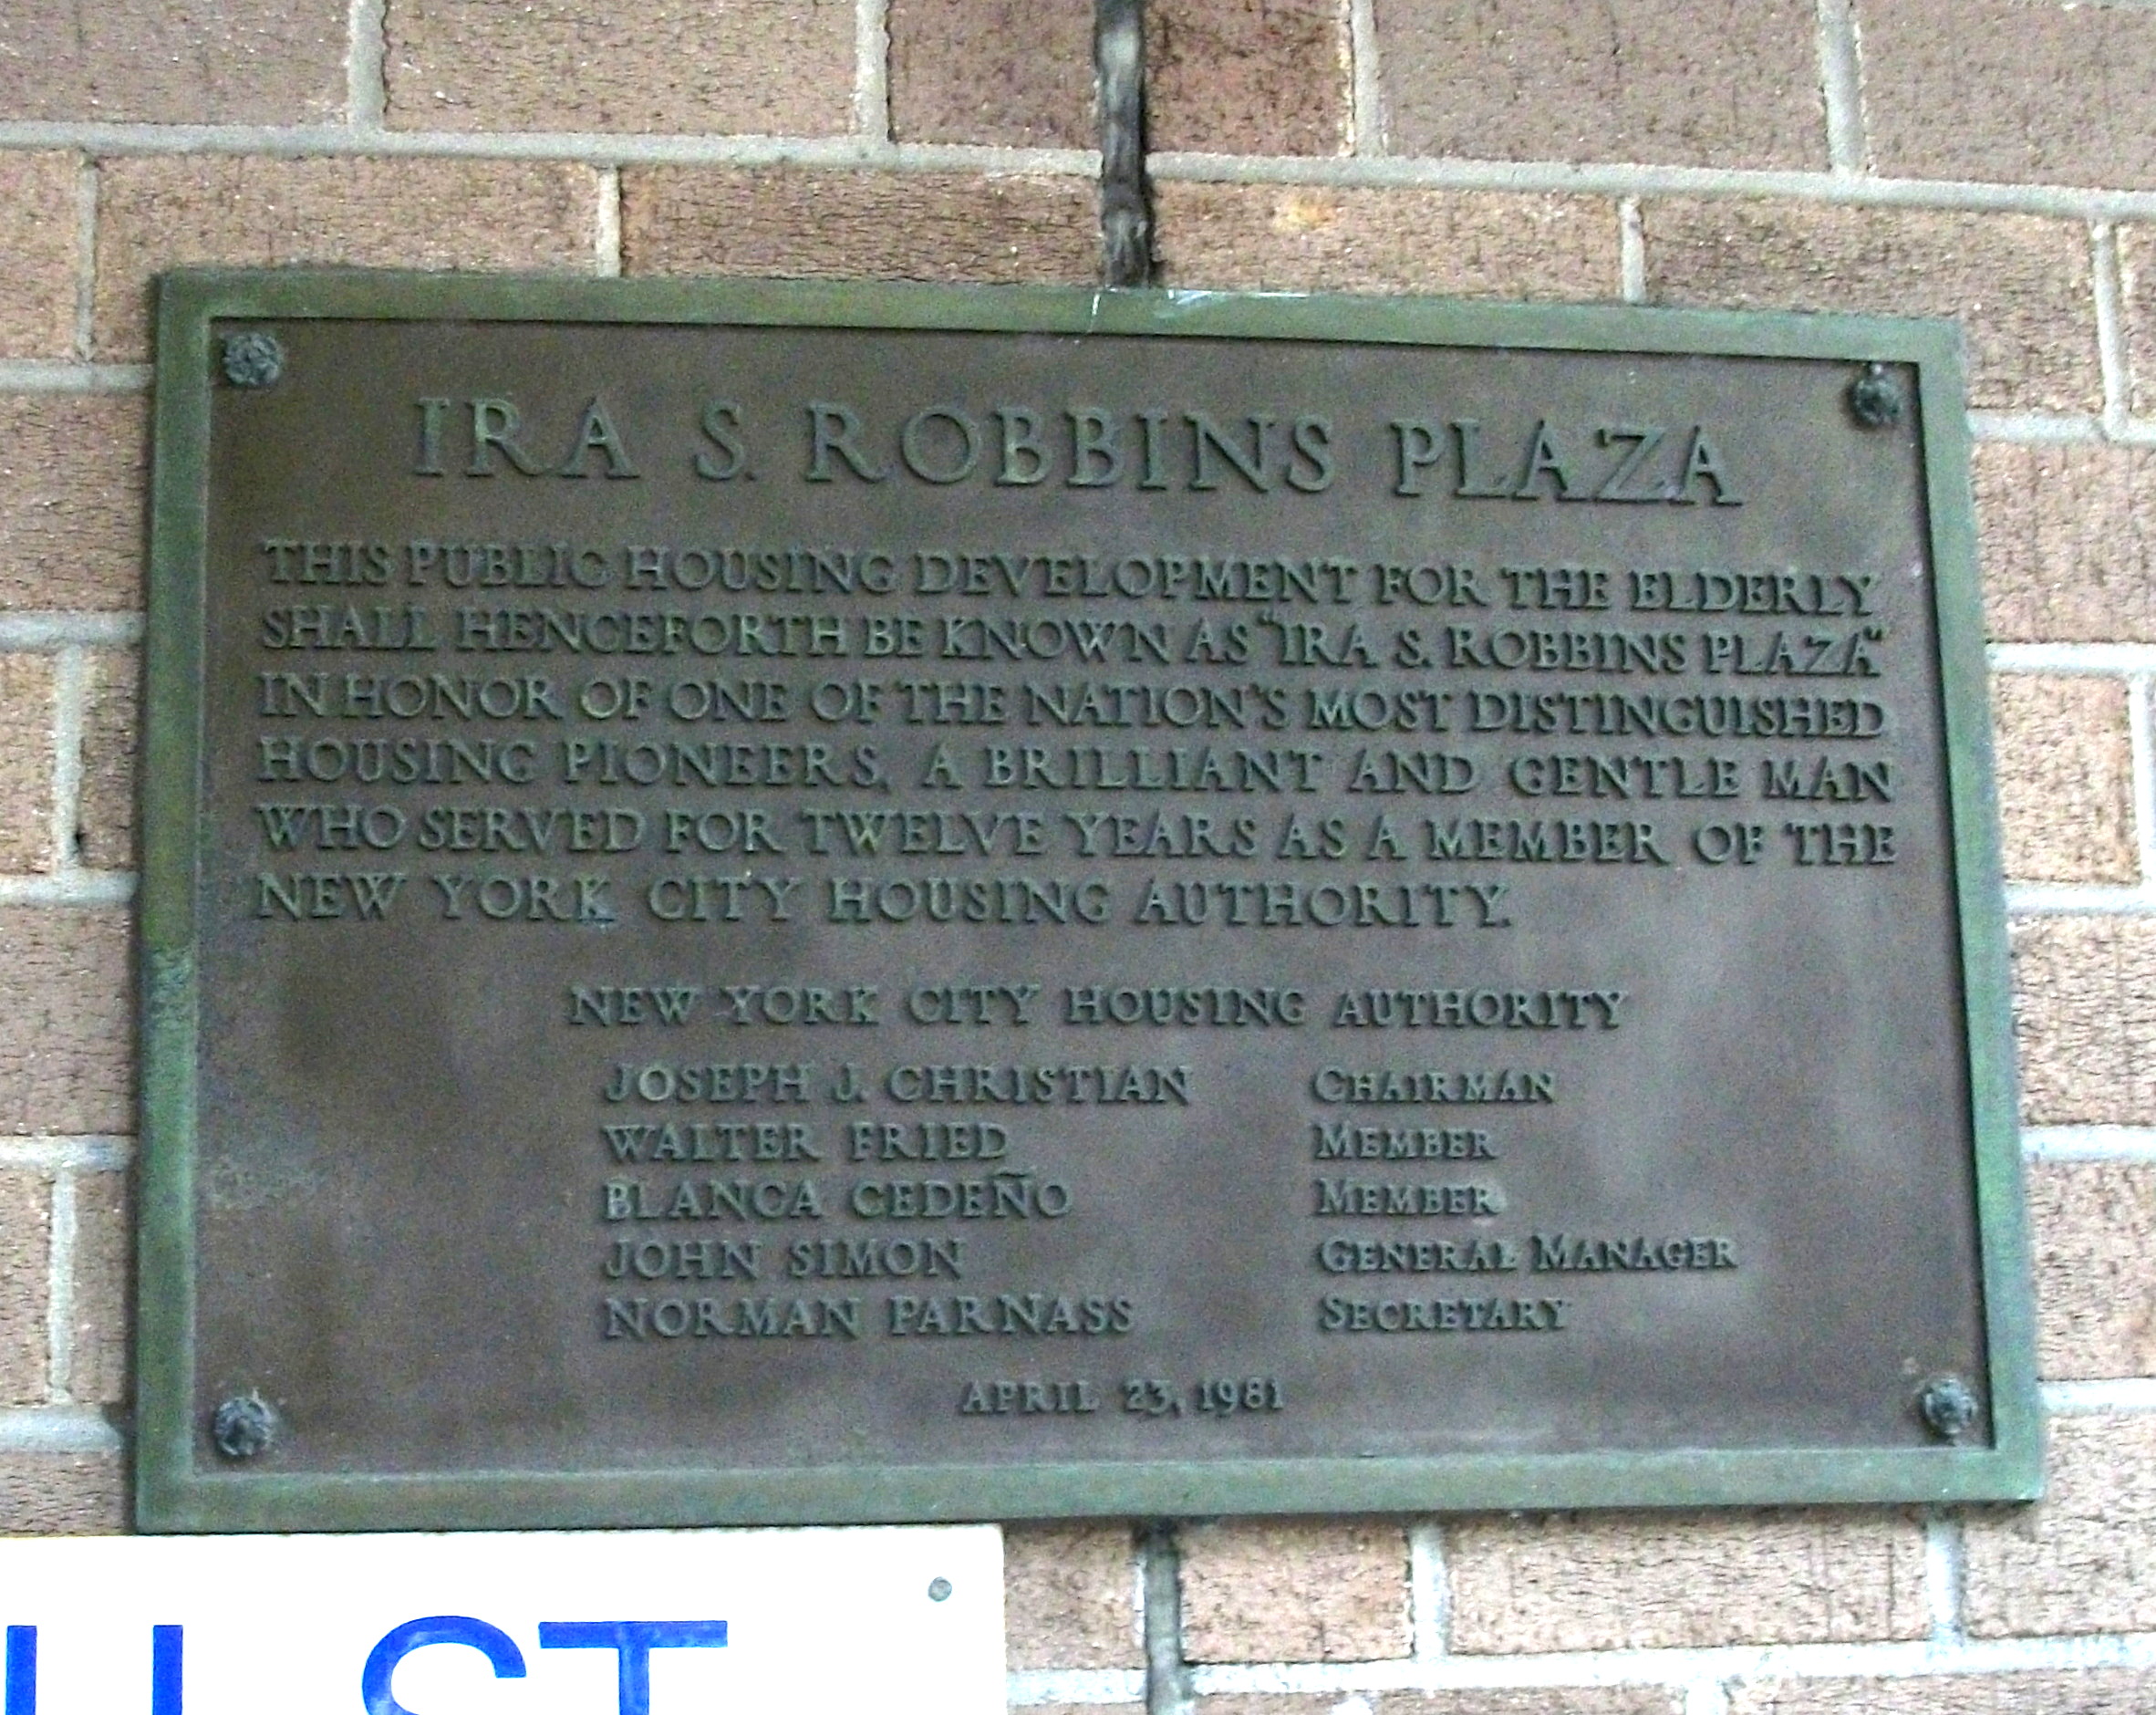 IRA S. ROBBINS PLAZA
THIS PUBLIC HOUSING DEVELOPMENT FOR THE ELDERLY
SHALL HENCEFORTH BE KNOWN AS "IRA S. ROBBINS PLAZA"
IN HONOR OF ONE OF THE NATION'S MOST DISTINGUISHED
HOUSING PIONEERS, A BRILLIANT AND GENTLE MAN
WHO SERVED FOR TWELVE YEARS AS A MEMBER OF THE
NEW YORK CITY HOUSING AUTHORITY.
NEW YORK CITY HOUSING AUTHORITY
JOSEPH J. CHRISTIAN CHAIRMAN
WALTER FRIED MEMBER
BLANCA CEDEÑO MEMBER
JOHN SIMON GENERAL MANAGER
NORMAN PARNASS SECRETARY
APRIL 23, 1981
ST